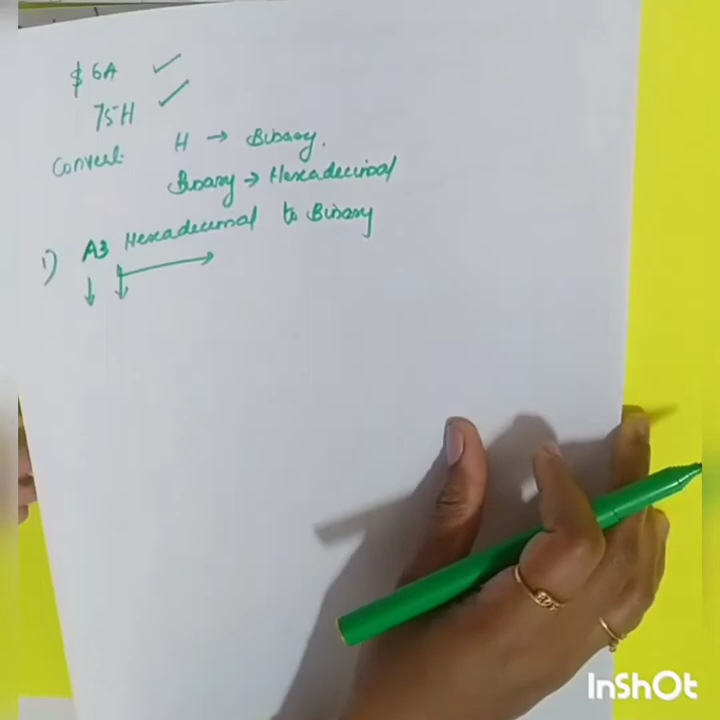 $ 6A ✓
75H ✓
Convert H → Binary.
Binary → Hexadecimal
1) A3 Hexadecimal to Binary
InShOt